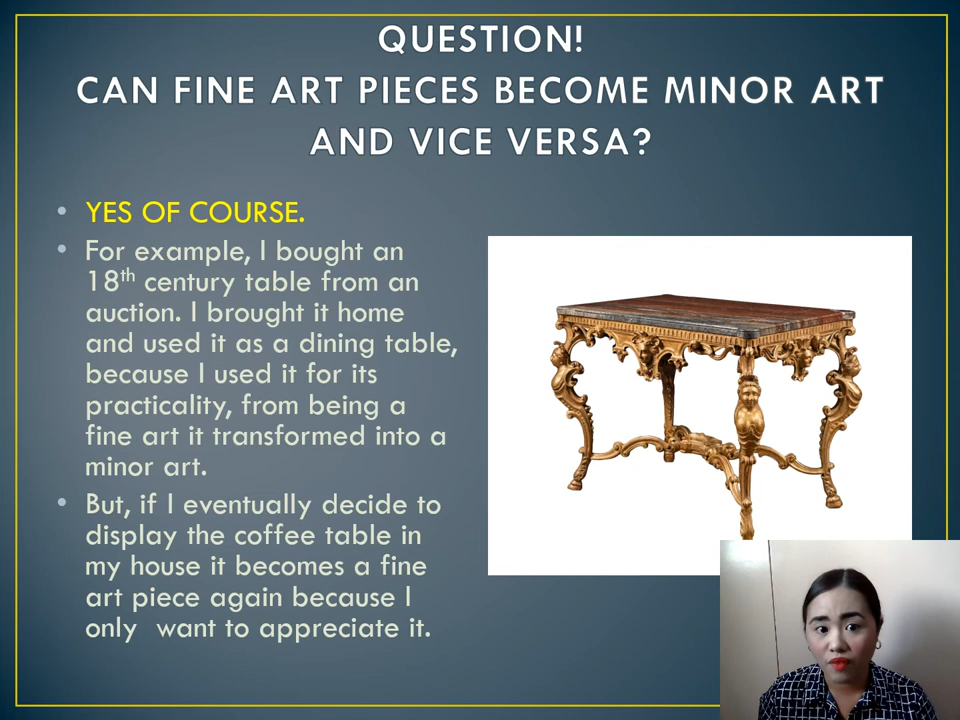 QUESTION!
CAN FINE ART PIECES BECOME MINOR ART
AND VICE VERSA?
• YES OF COURSE.
• For example, I bought an
18th century table from an
auction. I brought it home
and used it as a dining table,
because I used it for its
practicality, from being a
fine art it transformed into a
minor art.
• But, if I eventually decide to
display the coffee table in
my house it becomes a fine
art piece again because I
only want to appreciate it.